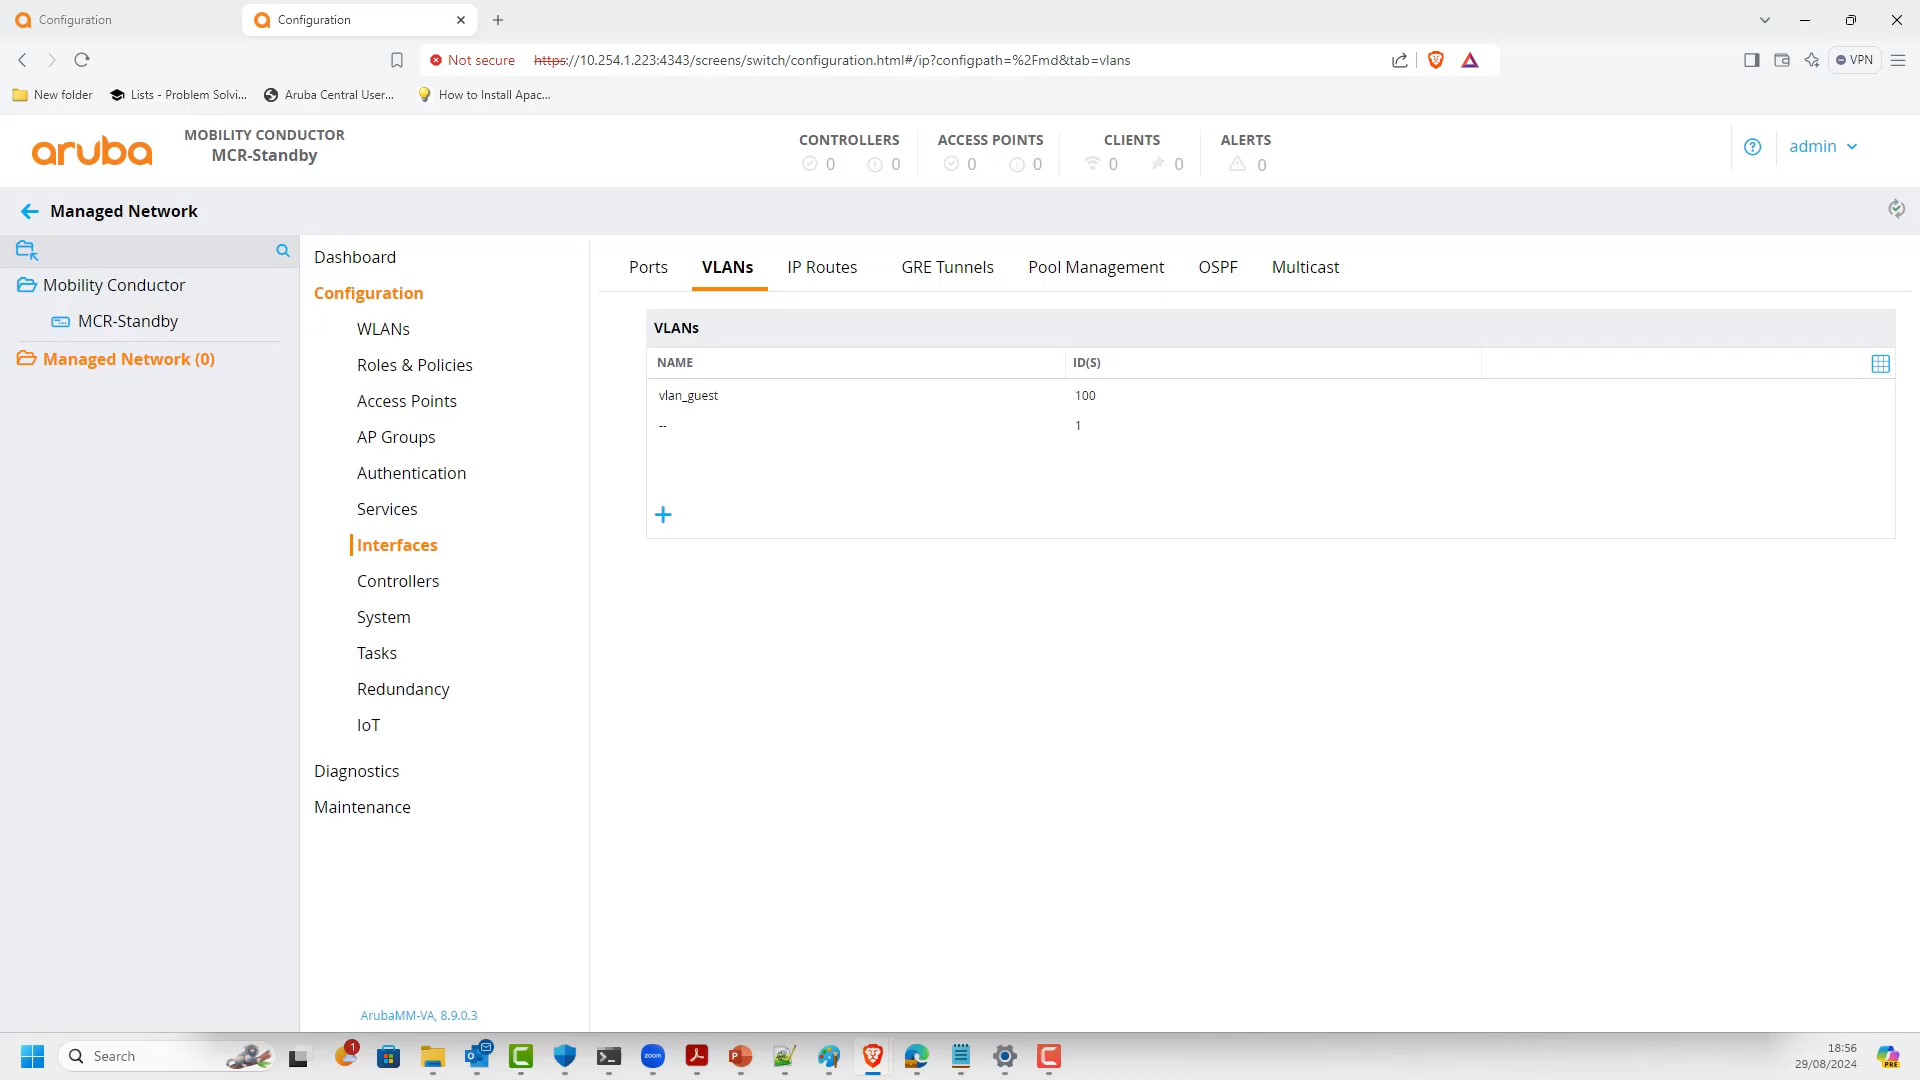 Configuration
Configuration
Not secure https://10.254.1.223:4343/screens/switch/configuration.html#/ip?configpath=%2Fmd&tab=vlans
VPN
New folder
Lists - Problem Solvi...
Aruba Central User...
How to Install Apac...
aruba
MOBILITY CONDUCTOR
MCR-Standby
CONTROLLERS
0 0
ACCESS POINTS
0 0
CLIENTS
0 0
ALERTS
0
admin
Managed Network
Mobility Conductor
MCR-Standby
Managed Network (0)
Dashboard
Configuration
WLANs
Roles & Policies
Access Points
AP Groups
Authentication
Services
Interfaces
Controllers
System
Tasks
Redundancy
IoT
Diagnostics
Maintenance
ArubaMM-VA, 8.9.0.3
Ports VLANs IP Routes GRE Tunnels Pool Management OSPF Multicast
VLANs
NAME ID(S)
vlan_guest 100
-- 1
Search
1
zoom
PRE
18:56
29/08/2024